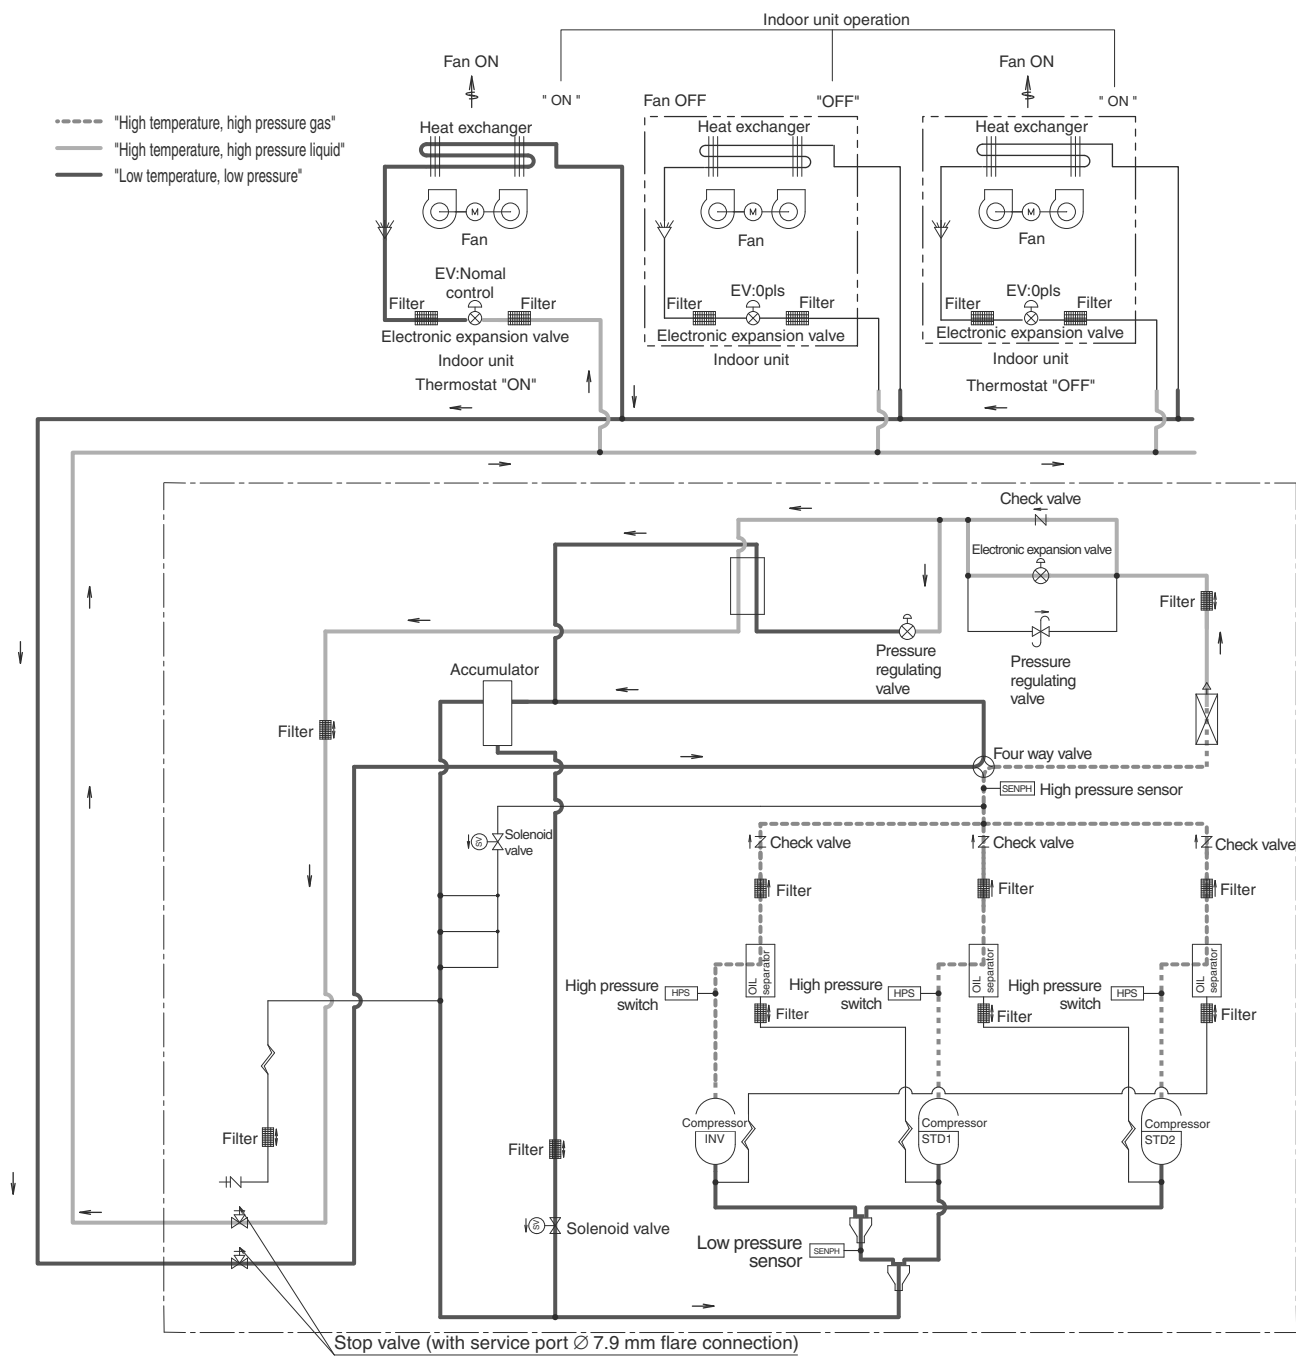 Indoor unit operation
Fan ON
Fan ON
" ON "
Fan OFF
"OFF"
" ON "
"High temperature, high pressure gas"
"High temperature, high pressure liquid"
"Low temperature, low pressure"
Heat exchanger
Heat exchanger
Heat exchanger
M
M
M
Fan
Fan
Fan
EV:Nomal
control
EV:0pls
EV:0pls
Filter
Filter
Filter
Filter
Filter
Filter
Electronic expansion valve
Electronic expansion valve
Electronic expansion valve
Indoor unit
Indoor unit
Indoor unit
Thermostat "ON"
Thermostat "OFF"
Check valve
Electronic expansion valve
Filter
Pressure
regulating
valve
Pressure
regulating
valve
Accumulator
Filter
Four way valve
SENPH
High pressure sensor
SV
Solenoid
valve
Check valve
Check valve
Check valve
Filter
Filter
Filter
OIL
separator
OIL
separator
OIL
separator
High pressure
switch
HPS
High pressure
switch
HPS
High pressure
switch
HPS
Filter
Filter
Filter
Compressor
INV
Compressor
STD1
Compressor
STD2
Filter
Filter
SV
Solenoid valve
Low pressure
sensor
SENPH
Stop valve (with service port Ø 7.9 mm flare connection)